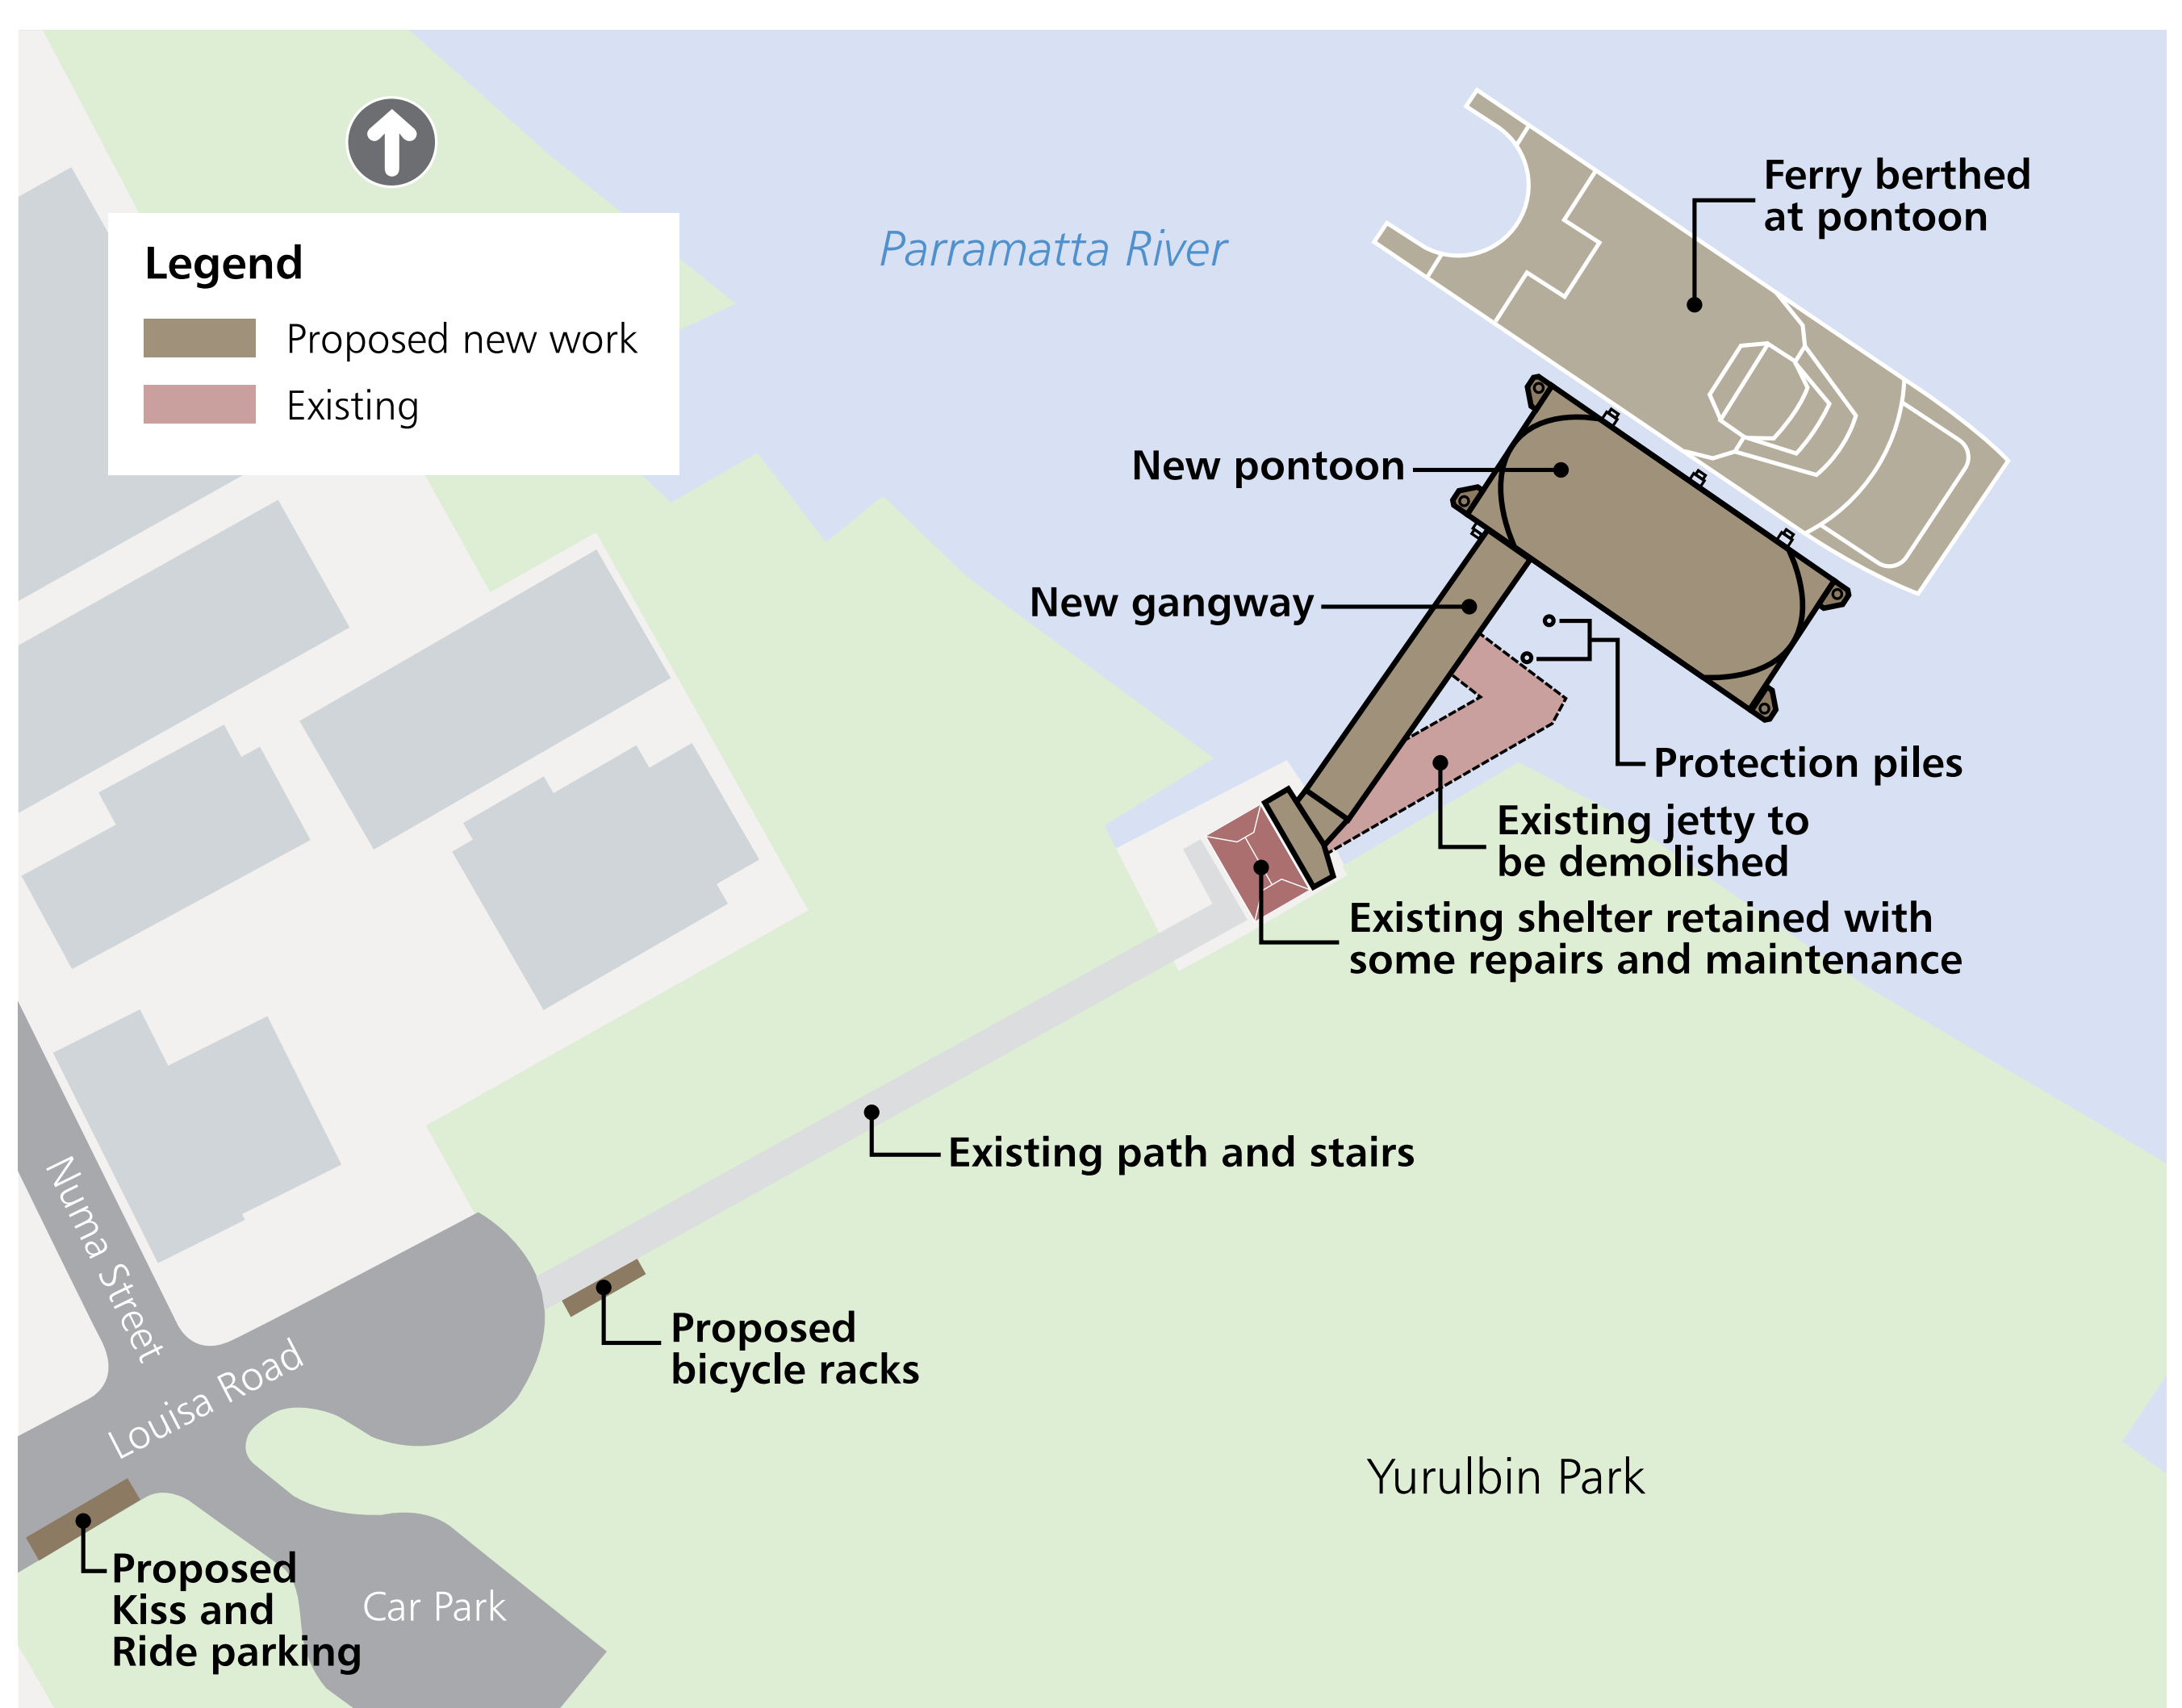 Parramatta River
Ferry berthed
at pontoon
Legend
Proposed new work
Existing
New pontoon
New gangway
Protection piles
Existing jetty to
be demolished
Existing shelter retained with
some repairs and maintenance
Existing path and stairs
Numa Street
Louisa Road
Proposed
bicycle racks
Yurulbin Park
Proposed
Kiss and
Ride parking
Car Park